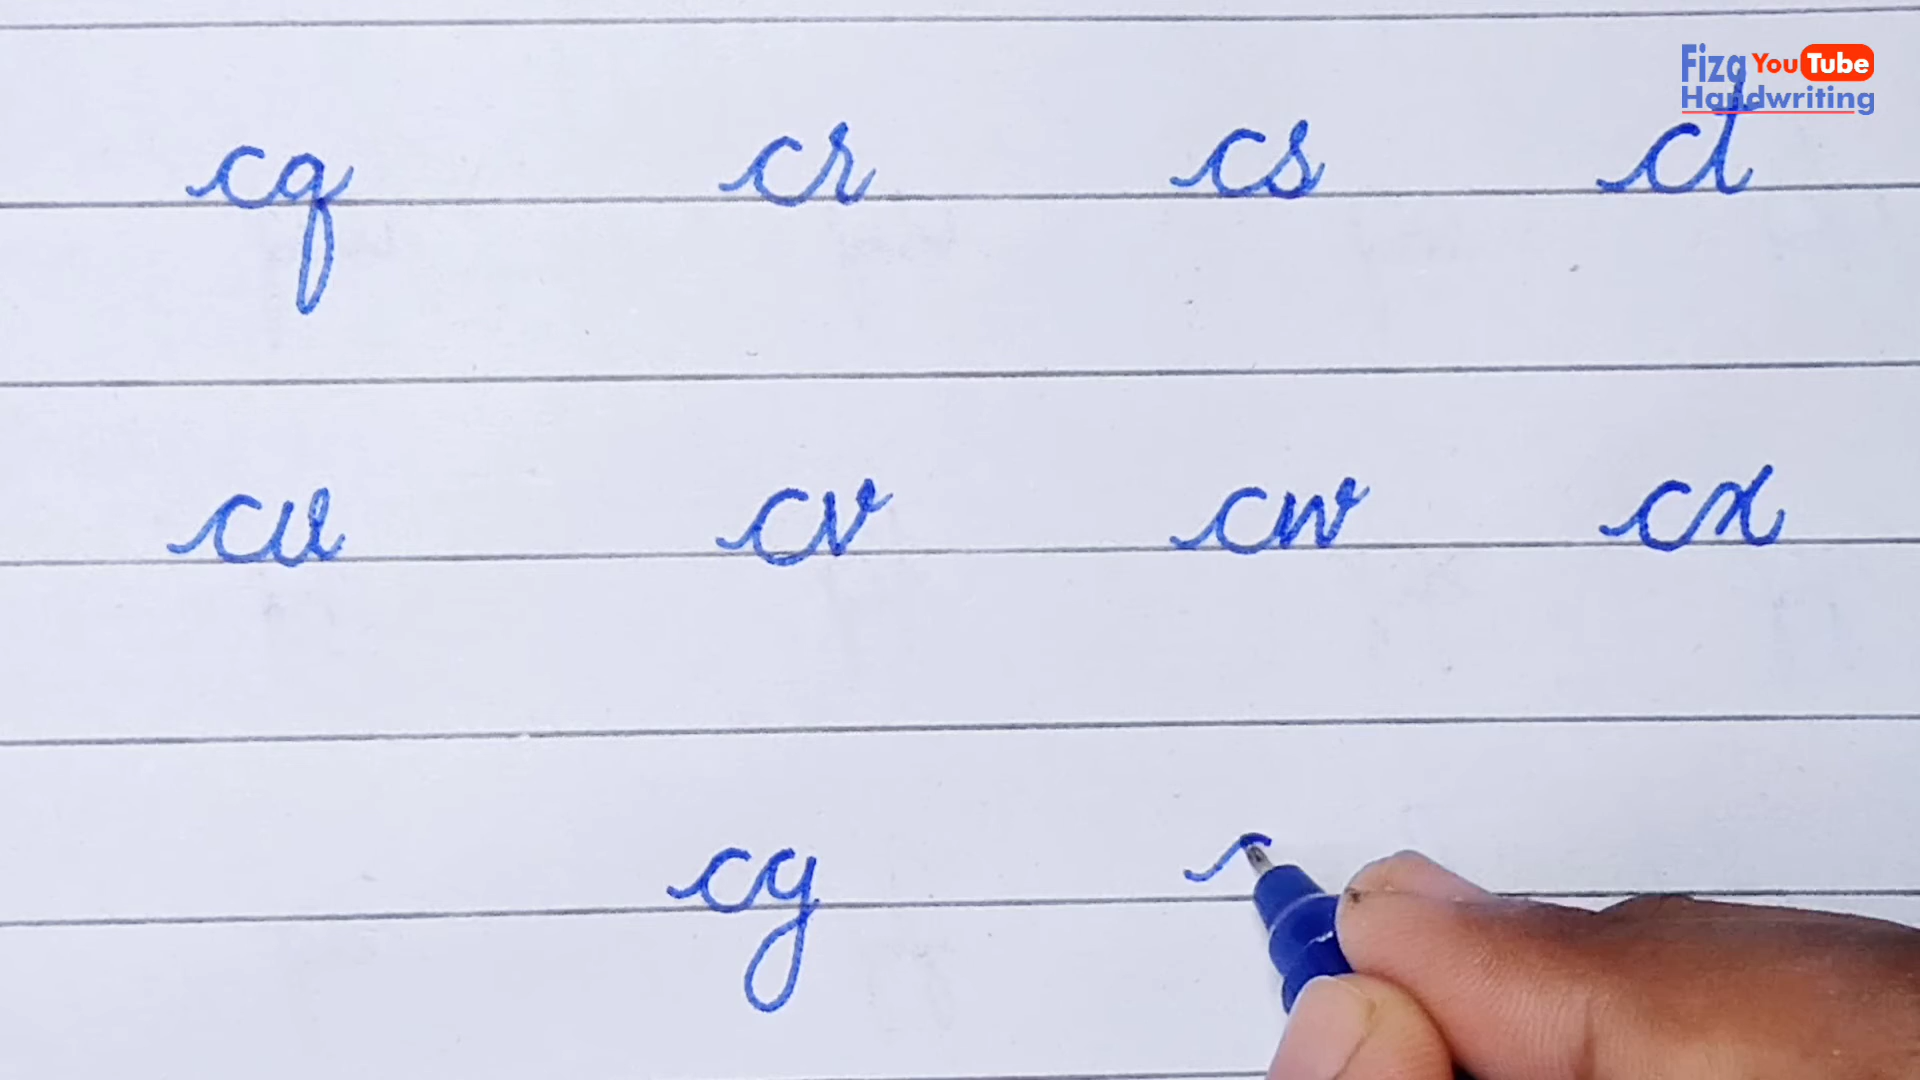 Fiza YouTube
Handwriting
cq cr cs ct
cu cv cw cx
cy